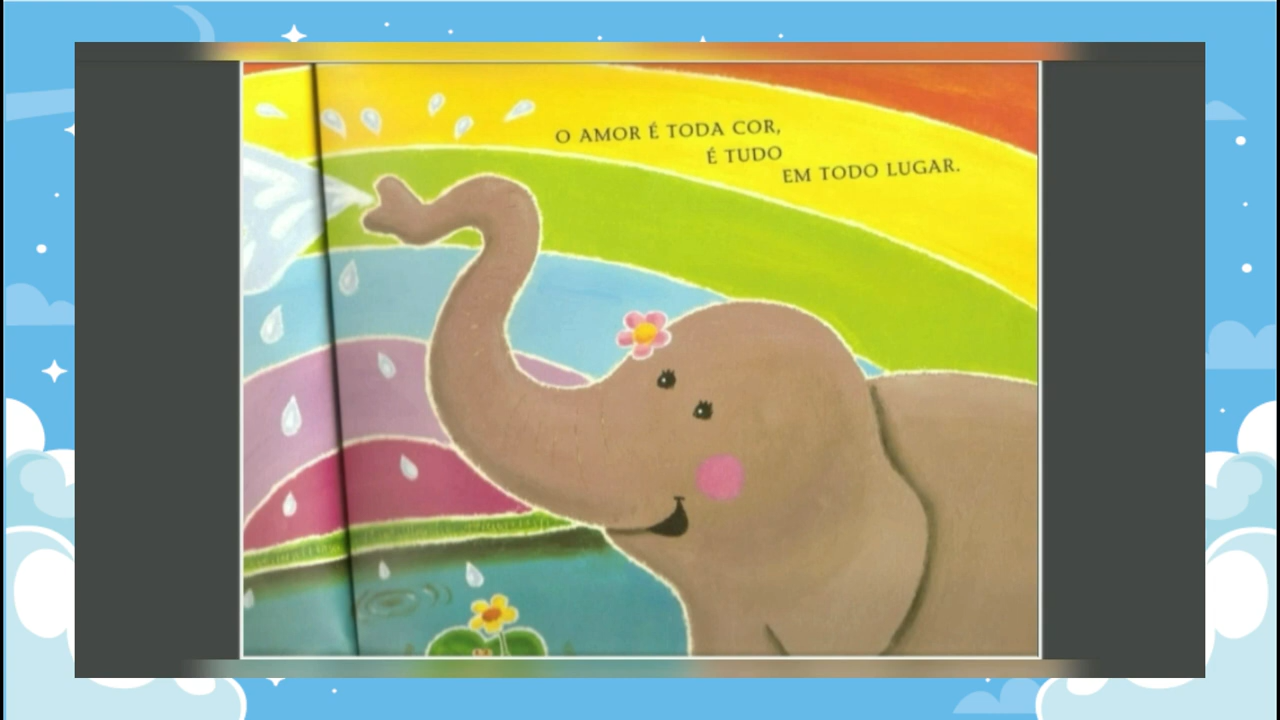 O AMOR É TODA COR,
É TUDO
EM TODO LUGAR.